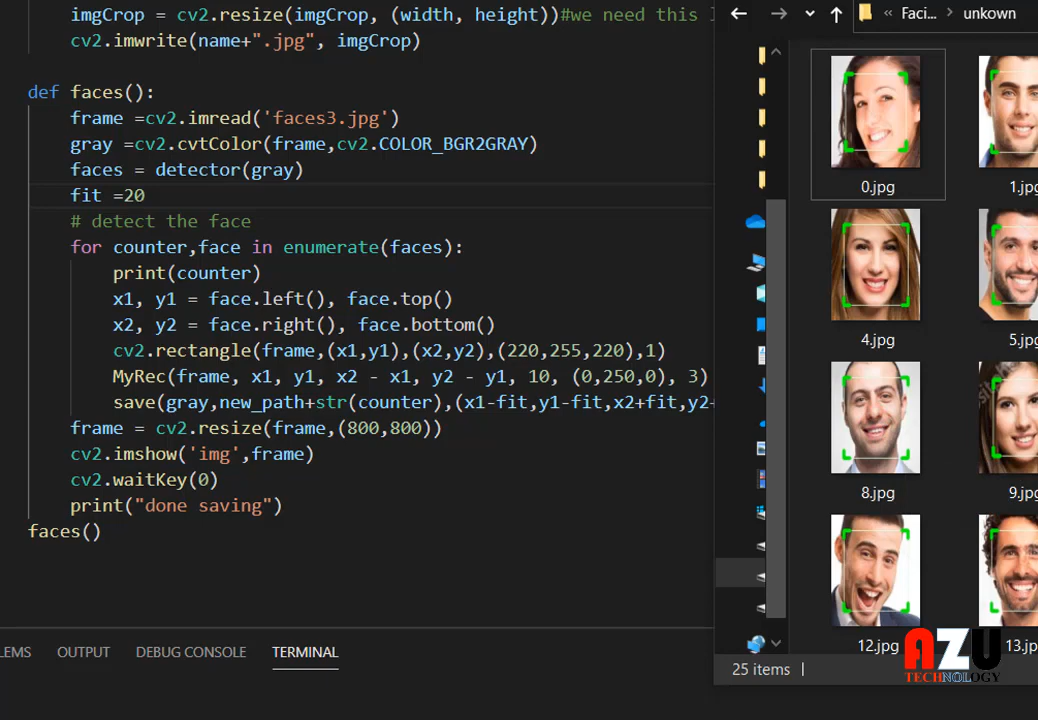 imgCrop = cv2.resize(imgCrop, (width, height))#we need this
cv2.imwrite(name+".jpg", imgCrop)
def faces():
frame =cv2.imread('faces3.jpg')
gray =cv2.cvtColor(frame,cv2.COLOR_BGR2GRAY)
faces = detector(gray)
fit =20
# detect the face
for counter,face in enumerate(faces):
print(counter)
x1, y1 = face.left(), face.top()
x2, y2 = face.right(), face.bottom()
cv2.rectangle(frame,(x1,y1),(x2,y2),(220,255,220),1)
MyRec(frame, x1, y1, x2 - x1, y2 - y1, 10, (0,250,0), 3)
save(gray,new_path+str(counter),(x1-fit,y1-fit,x2+fit,y2+
frame = cv2.resize(frame,(800,800))
cv2.imshow('img',frame)
cv2.waitKey(0)
print("done saving")
faces()
LEMS OUTPUT DEBUG CONSOLE TERMINAL
« Faci... > unkown
0.jpg 1.jpg
4.jpg 5.jpg
8.jpg 9.jpg
12.jpg 13.jp
25 items
AZU
TECHNOLOGY